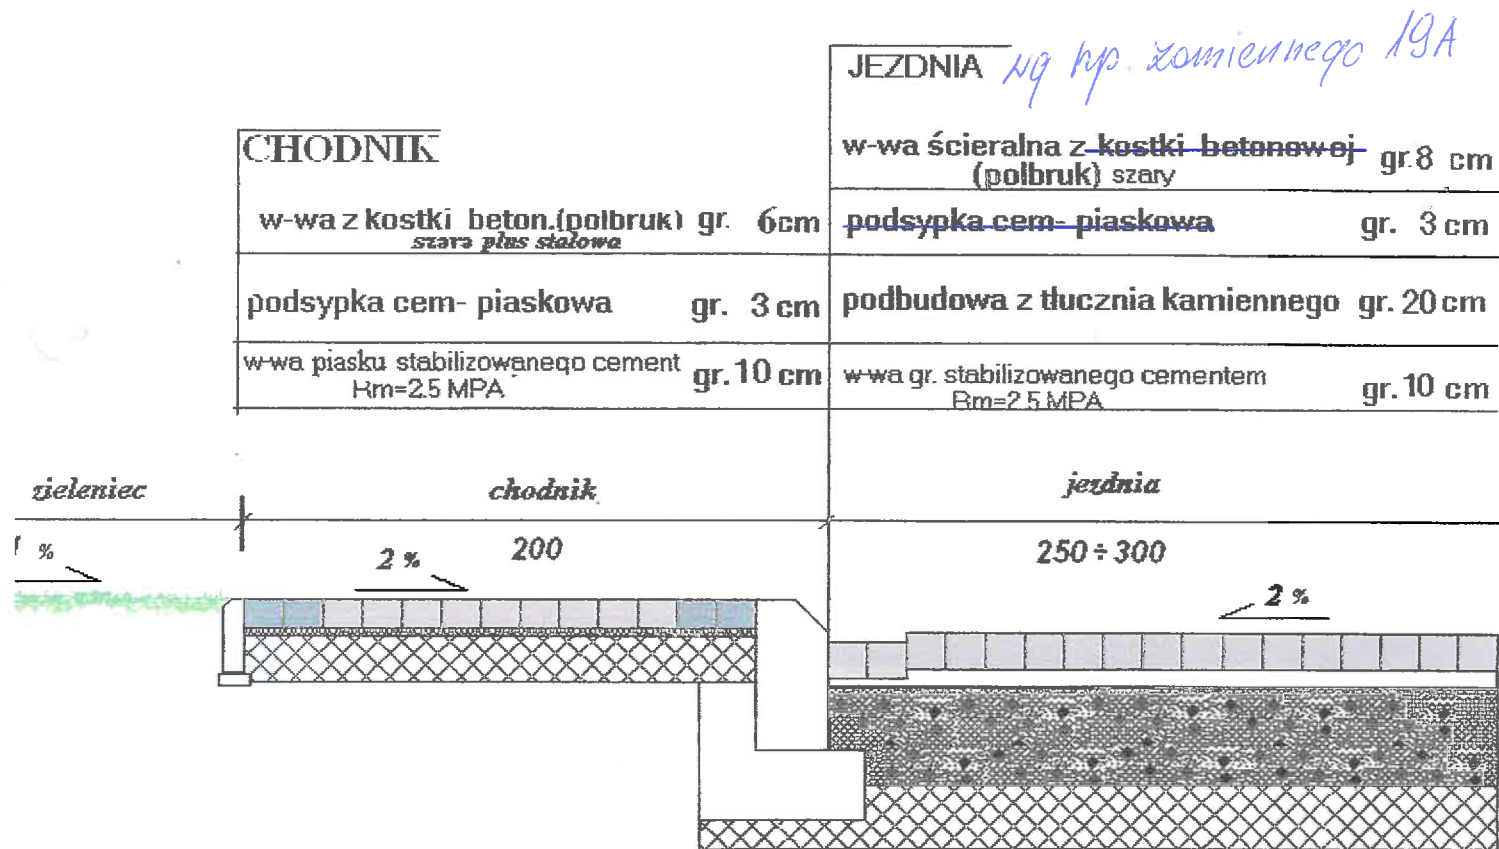 JEZDNIA wg rys. zamiennego 19A
w-wa ścieralna z kostki betonowej gr.8 cm
(polbruk) szary
podsypka cem- piaskowa gr. 3 cm
podbudowa z tłucznia kamiennego gr. 20 cm
w-wa gr. stabilizowanego cementem gr. 10 cm
Rm=2.5 MPA
CHODNIK
w-wa z kostki beton.(polbruk) gr. 6cm
szara plus stalowa
podsypka cem- piaskowa gr. 3 cm
w-wa piasku stabilizowanego cement gr. 10 cm
Rm=2.5 MPA
zieleniec chodnik jezdnia
% 2 % 200 250÷300
2 %